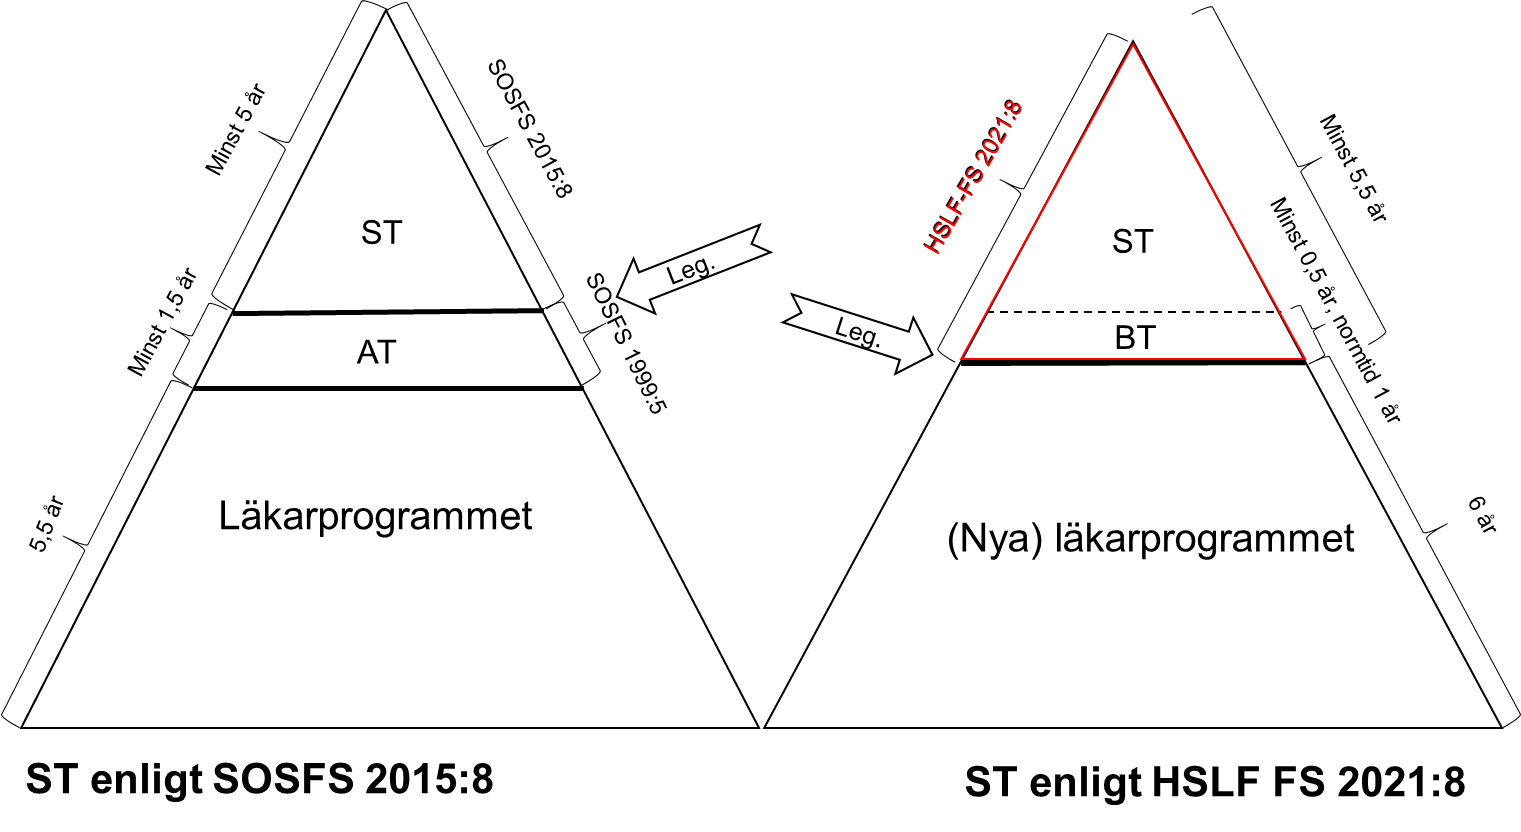 Minst 5 år
SOSFS 2015:8
ST
Minst 1,5 år
Leg.
SOSFS 1999:5
AT
5,5 år
Läkarprogrammet
ST enligt SOSFS 2015:8
HSLF-FS 2021:8
Minst 5,5 år
ST
Minst 0,5 år, normtid 1 år
Leg.
BT
6 år
(Nya) läkarprogrammet
ST enligt HSLF FS 2021:8